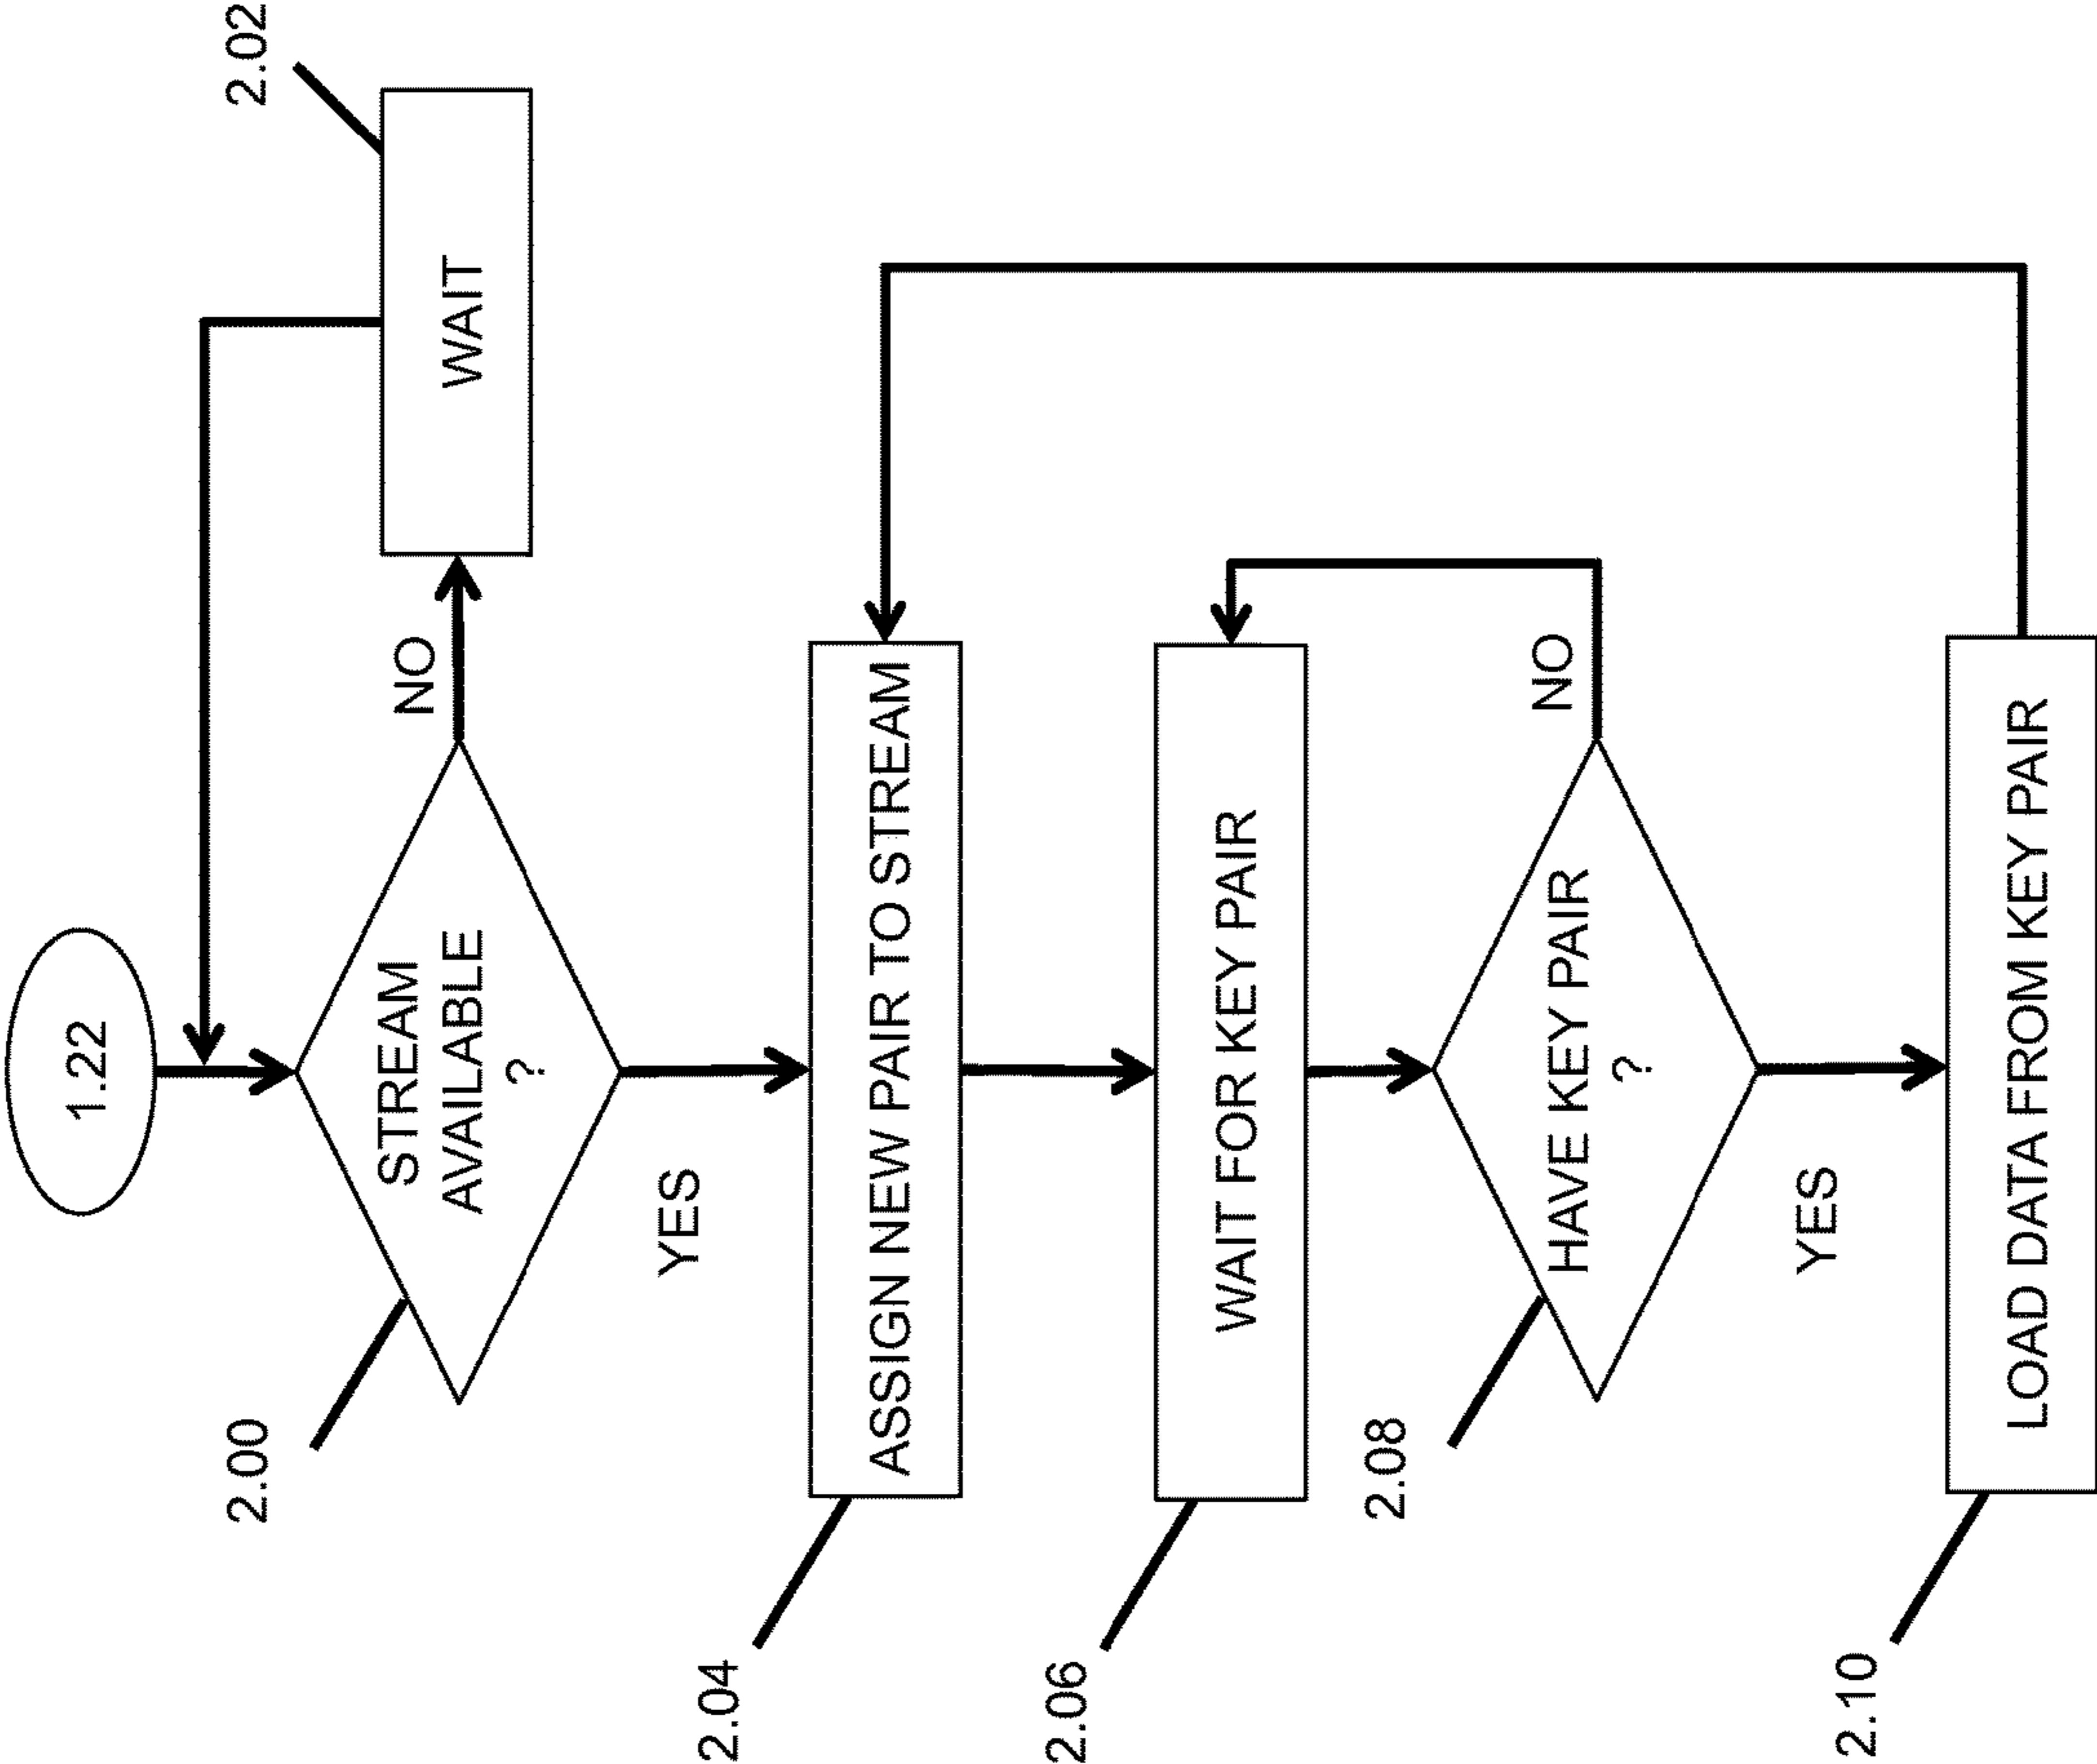 1.22
2.00
STREAM
AVAILABLE
?
NO
WAIT
2.02
YES
2.04
ASSIGN NEW PAIR TO STREAM
2.06
WAIT FOR KEY PAIR
2.08
HAVE KEY PAIR
?
NO
YES
2.10
LOAD DATA FROM KEY PAIR